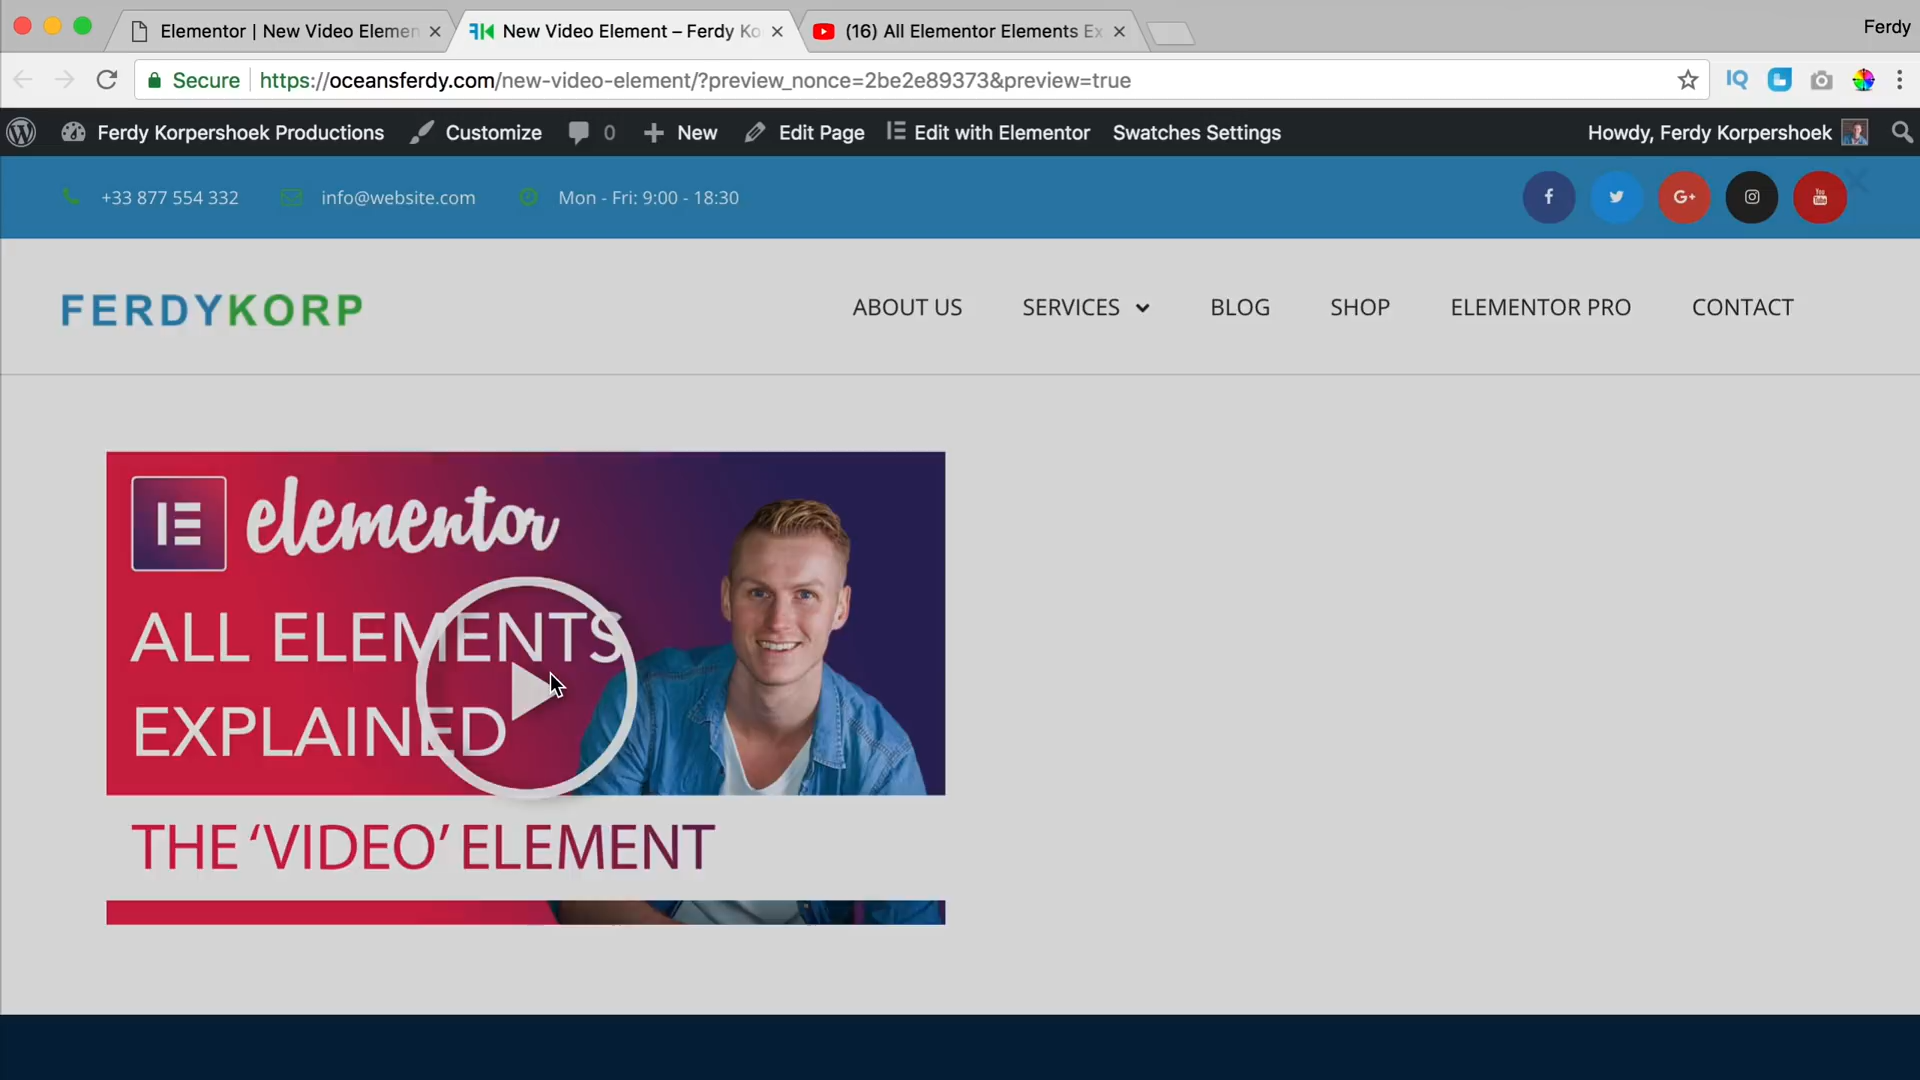 Elementor | New Video Elemen
New Video Element – Ferdy Ko
(16) All Elementor Elements Ex
Ferdy
Secure
https://oceansferdy.com/new-video-element/?preview_nonce=2be2e89373&preview=true
IQ
Ferdy Korpershoek Productions
Customize
0
New
Edit Page
Edit with Elementor
Swatches Settings
Howdy, Ferdy Korpershoek
+33 877 554 332
info@website.com
Mon - Fri: 9:00 - 18:30
You
Tube
FERDYKORP
ABOUT US
SERVICES
BLOG
SHOP
ELEMENTOR PRO
CONTACT
elementor
ALL ELEMENTS
EXPLAINED
THE ‘VIDEO’ ELEMENT